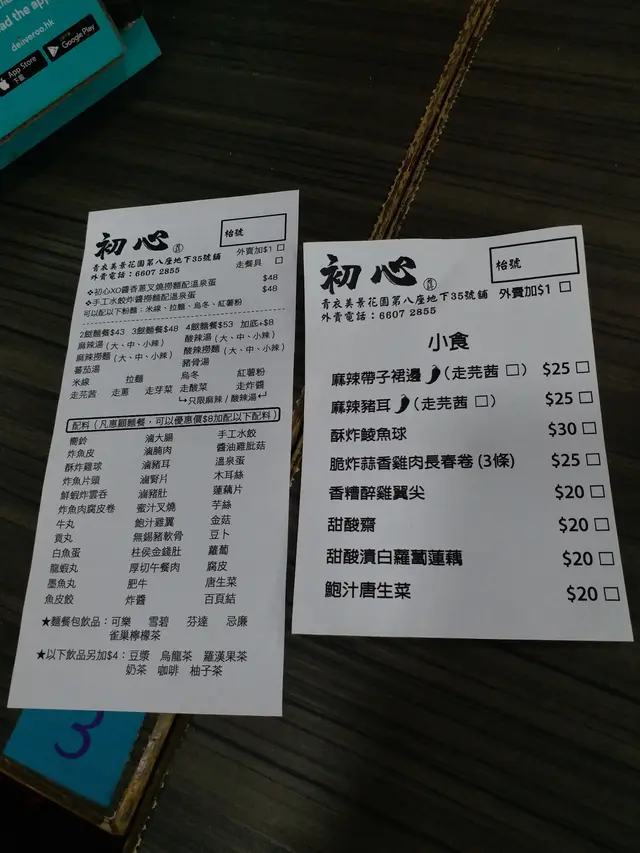 ad the app
deliveroo.hk
App Store
下載
Google Play
初心
枱號
外賣加$1 □
走餐具 □
青衣美景花園第八座地下35號舖
外賣電話：6607 2855
❖初心XO醬香蔥叉燒撈麵配溫泉蛋 $48
❖手工水餃炸醬撈麵配溫泉蛋 $48
可以配以下粉麵：米線、拉麵、烏冬、紅薯粉
2餸麵餐$43 3餸麵餐$48 4餸麵餐$53 加底+$8
麻辣湯（大、中、小辣） 酸辣湯（大、中、小辣）
麻辣撈麵（大、中、小辣） 酸辣撈麵（大、中、小辣）
蕃茄湯 豬骨湯
米線 拉麵 烏冬 紅薯粉
走芫茜 走蔥 走芽菜 走酸菜 走炸醬
↳只限麻辣 / 酸辣湯↵
配料（凡惠顧麵餐，可以優惠價$8加配以下配料）
嚮鈴 滷大腸 手工水餃
炸魚皮 滷腩肉 醬油雞肶菇
酥炸雞球 滷豬耳 溫泉蛋
炸魚片頭 滷腎片 木耳絲
鮮蝦炸雲吞 滷豬肚 蓮藕片
炸魚肉腐皮卷 蜜汁叉燒 芋絲
牛丸 鮑汁雞翼 金菇
貢丸 無錫豬軟骨 豆卜
白魚蛋 柱侯金錢肚 蘿蔔
龍蝦丸 厚切午餐肉 腐皮
墨魚丸 肥牛 唐生菜
魚皮餃 炸醬 百頁結
★麵餐包飲品：可樂 雪碧 芬達 忌廉
雀巢檸檬茶
★以下飲品另加$4：豆漿 烏龍茶 羅漢果茶
奶茶 咖啡 柚子茶
初心
枱號
青衣美景花園第八座地下35號舖 外賣加$1 □
外賣電話：6607 2855
小食
麻辣帶子裙邊（走芫茜 □） $25 □
麻辣豬耳（走芫茜 □） $25 □
酥炸鯪魚球 $30 □
脆炸蒜香雞肉長春卷 (3條) $25 □
香糟醉雞翼尖 $20 □
甜酸齋 $20 □
甜酸漬白蘿蔔蓮藕 $20 □
鮑汁唐生菜 $20 □
3